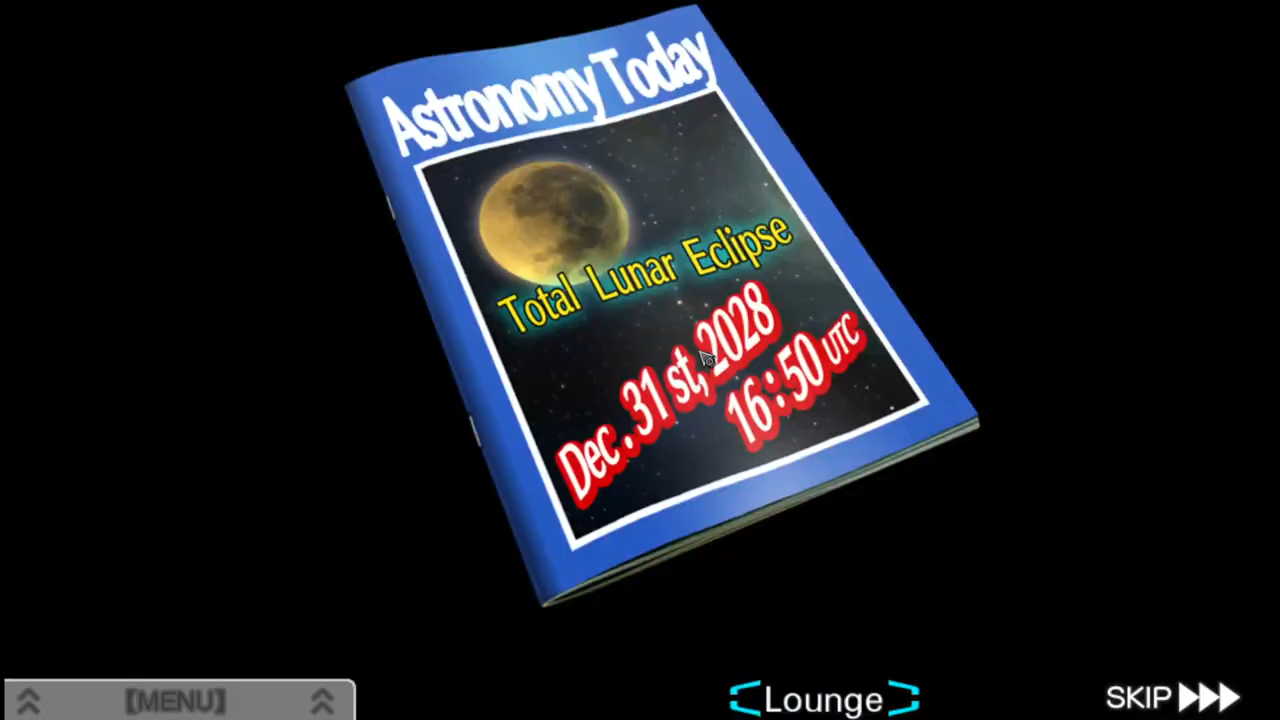 Astronomy Today
Total Lunar Eclipse
Dec. 31 st, 2028
16:50 UTC
【MENU】
Lounge
SKIP